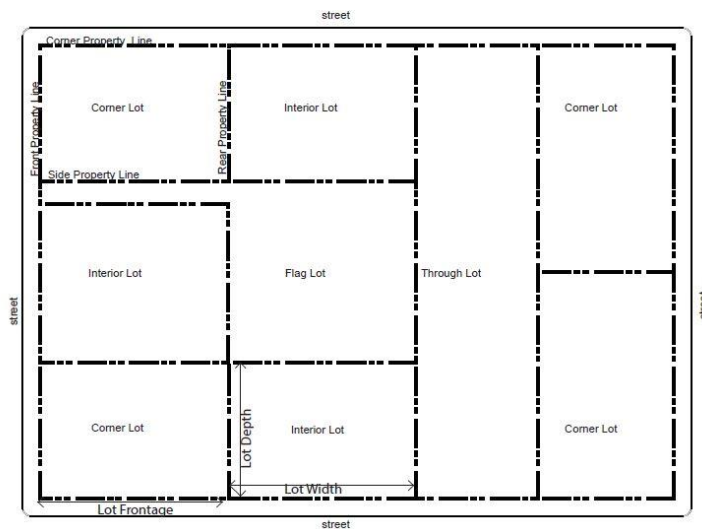 street
Corner Property Line
Front Property Line
Corner Lot
Rear Property Line
Interior Lot
Corner Lot
Side Property Line
Interior Lot
Flag Lot
Through Lot
street
street
Corner Lot
Lot Depth
Interior Lot
Corner Lot
Lot Width
Lot Frontage
street